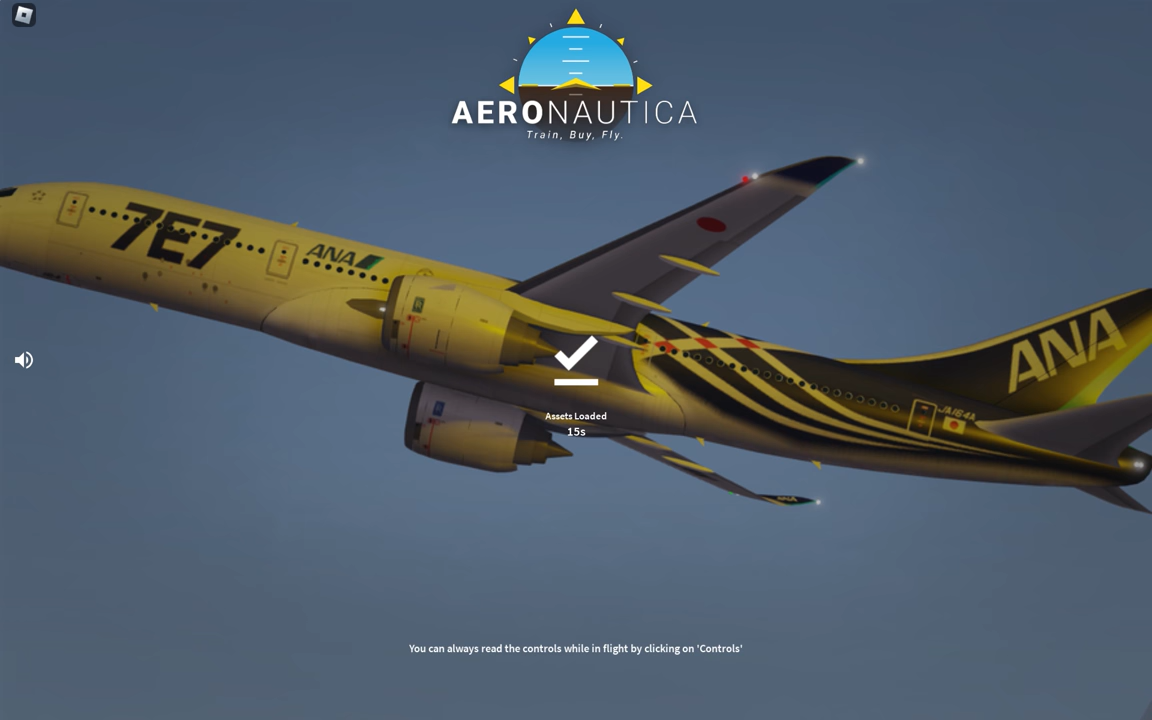 AERONAUTICA
Train, Buy, Fly.
7E7
ANA
ANA
JA164A
Assets Loaded
15s
You can always read the controls while in flight by clicking on 'Controls'